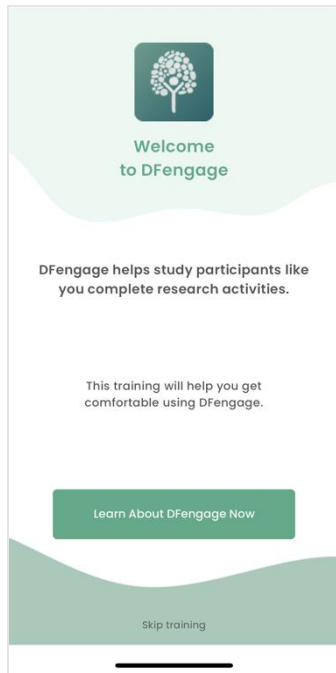 Welcome
to DFengage
DFengage helps study participants like
you complete research activities.
This training will help you get
comfortable using DFengage.
Learn About DFengage Now
Skip training